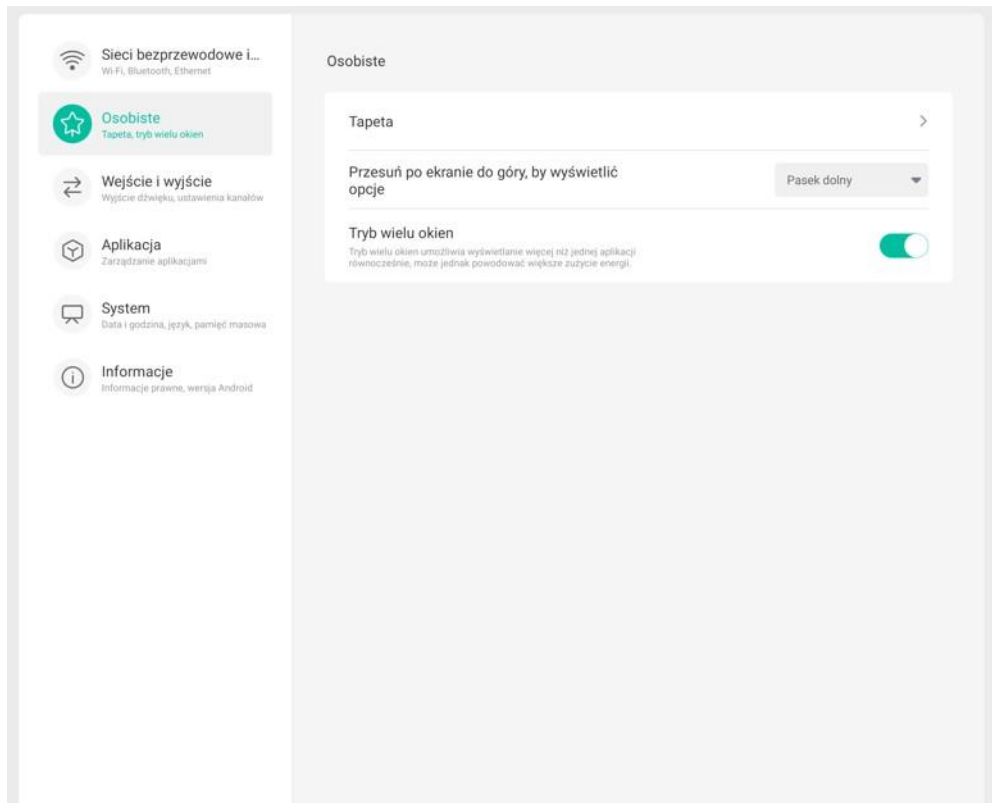 Sieci bezprzewodowe i...
Wi-Fi, Bluetooth, Ethernet
Osobiste
Tapeta, tryb wielu okien
Wejście i wyjście
Wyjście dźwięku, ustawienia kanałów
Aplikacja
Zarządzanie aplikacjami
System
Data i godzina, język, pamięć masowa
Informacje
Informacje prawne, wersja Android
Osobiste
Tapeta
Przesuń po ekranie do góry, by wyświetlić
opcje
Pasek dolny
Tryb wielu okien
Tryb wielu okien umożliwia wyświetlanie więcej niż jednej aplikacji
równocześnie, może jednak powodować większe zużycie energii.